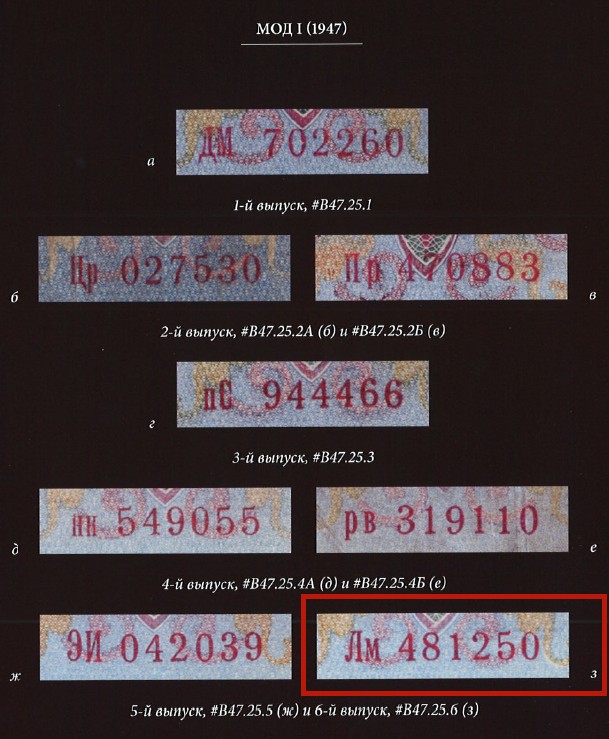 МОД I (1947)
ДМ 702260
а
1-й выпуск, #В47.25.1
Цр 027530
Пр 470883
б
в
2-й выпуск, #В47.25.2А (б) и #В47.25.2Б (в)
пС 944466
г
3-й выпуск, #В47.25.3
нн 549055
рв 319110
д
е
4-й выпуск, #В47.25.4А (д) и #В47.25.4Б (е)
ЭИ 042039
Лм 481250
ж
з
5-й выпуск, #В47.25.5 (ж) и 6-й выпуск, #В47.25.6 (з)